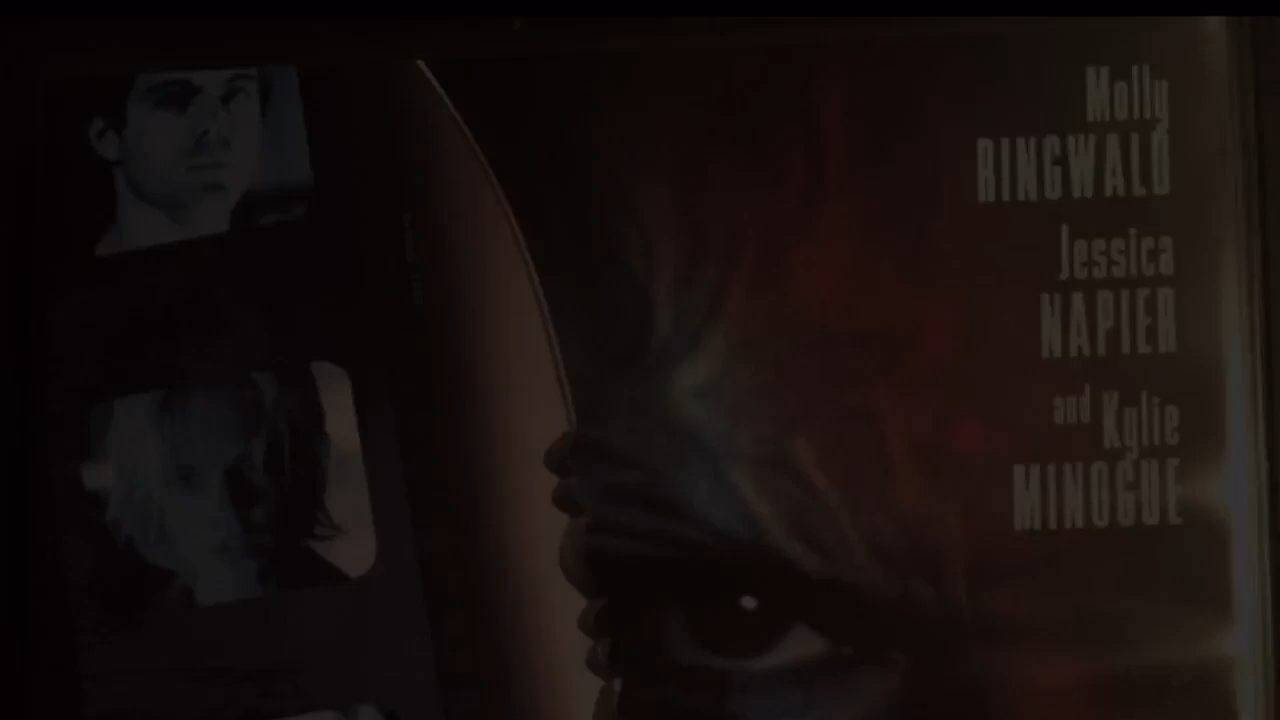 Molly
RINGWALD
Jessica
NAPIER
and Kylie
MINOGUE